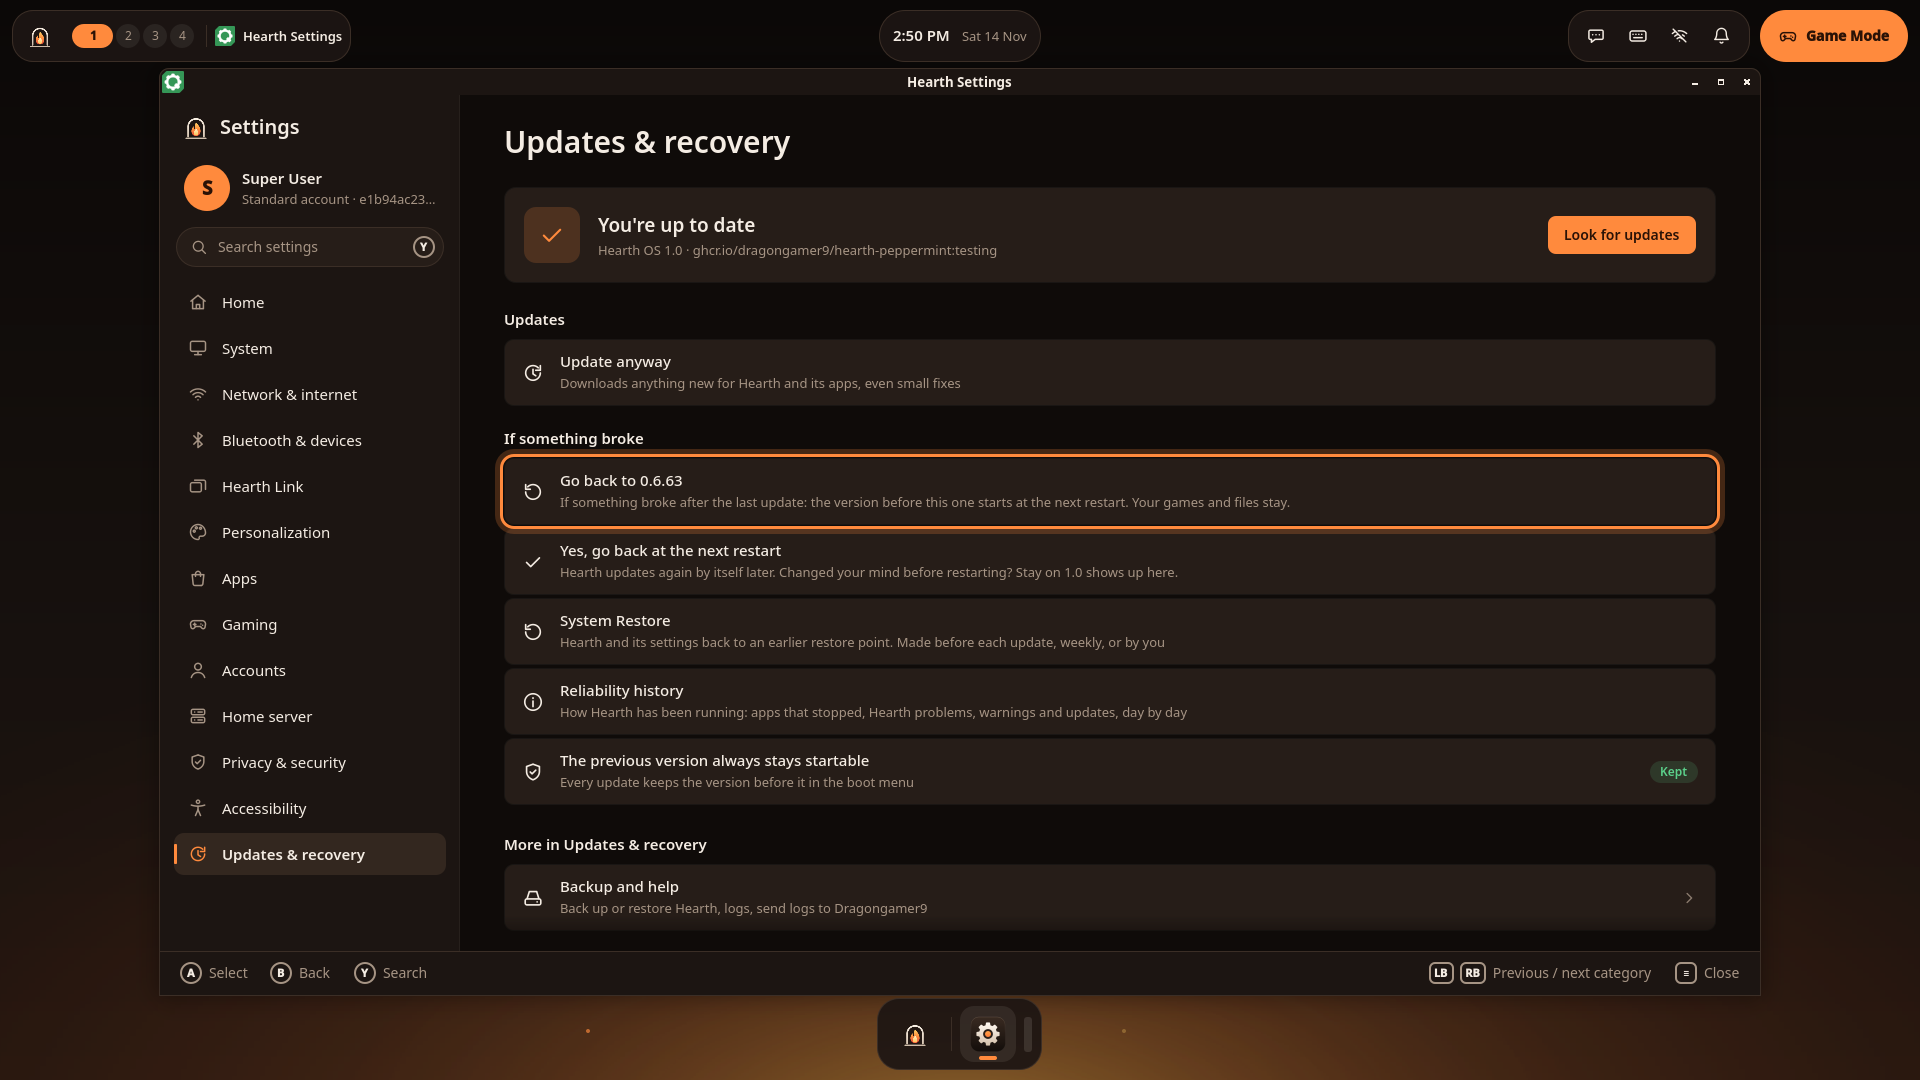 1 2 3 4 Hearth Settings
2:50 PM Sat 14 Nov
Game Mode
Hearth Settings
Settings
S
Super User
Standard account · e1b94ac23...
Search settings Y
Home
System
Network & internet
Bluetooth & devices
Hearth Link
Personalization
Apps
Gaming
Accounts
Home server
Privacy & security
Accessibility
Updates & recovery
Updates & recovery
You're up to date
Hearth OS 1.0 · ghcr.io/dragongamer9/hearth-peppermint:testing
Look for updates
Updates
Update anyway
Downloads anything new for Hearth and its apps, even small fixes
If something broke
Go back to 0.6.63
If something broke after the last update: the version before this one starts at the next restart. Your games and files stay.
Yes, go back at the next restart
Hearth updates again by itself later. Changed your mind before restarting? Stay on 1.0 shows up here.
System Restore
Hearth and its settings back to an earlier restore point. Made before each update, weekly, or by you
Reliability history
How Hearth has been running: apps that stopped, Hearth problems, warnings and updates, day by day
The previous version always stays startable
Every update keeps the version before it in the boot menu
Kept
More in Updates & recovery
Backup and help
Back up or restore Hearth, logs, send logs to Dragongamer9
A Select B Back Y Search
LB RB Previous / next category ≡ Close